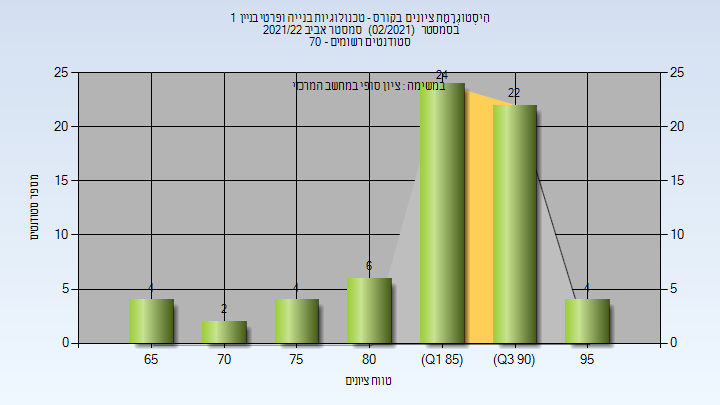 היסטוגרמת ציונים בקורס - טכנולוגיות בנייה ופרטי בניין 1
בסמסטר (02/2021) סמסטר אביב 2021/22
סטודנטים רשומים - 70
במשימה : ציון סופי במחשב המרכזי
25
20
15
10
5
0
מספר סטודנטים
4
2
4
6
24
22
4
25
20
15
10
5
0
65 70 75 80 (Q1 85) (Q3 90) 95
טווח ציונים